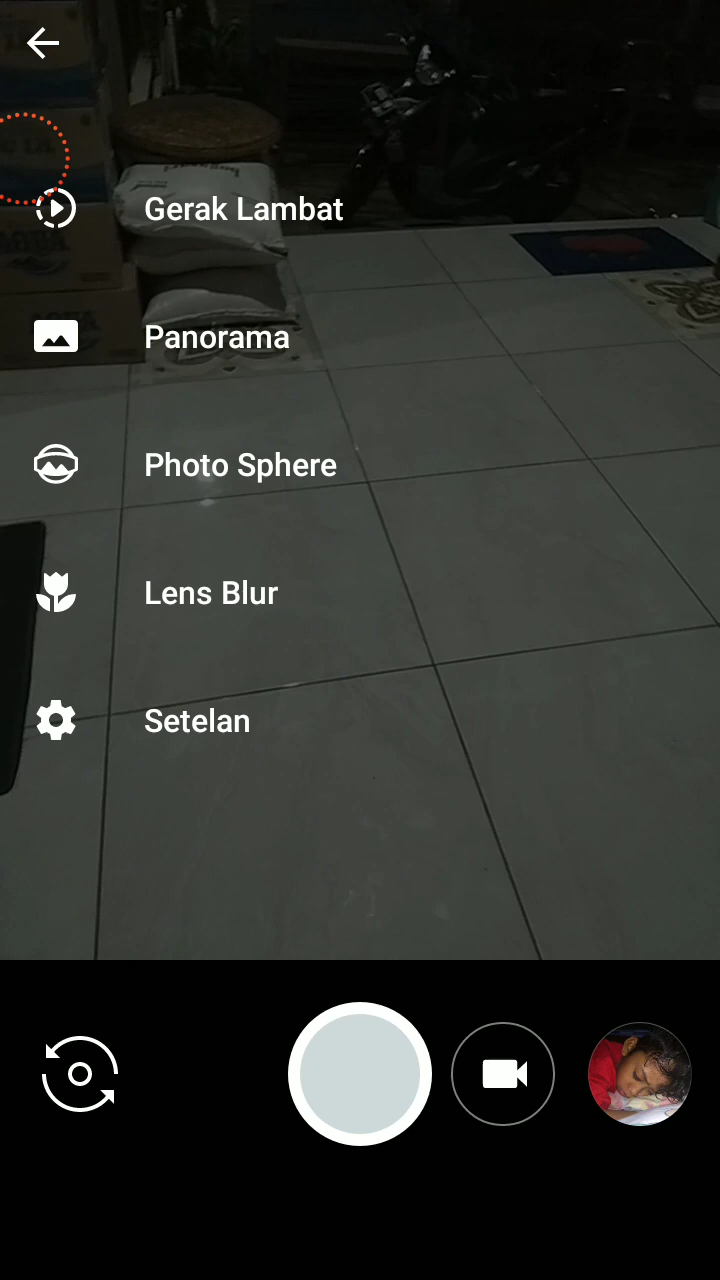 Gerak Lambat
Panorama
Photo Sphere
Lens Blur
Setelan